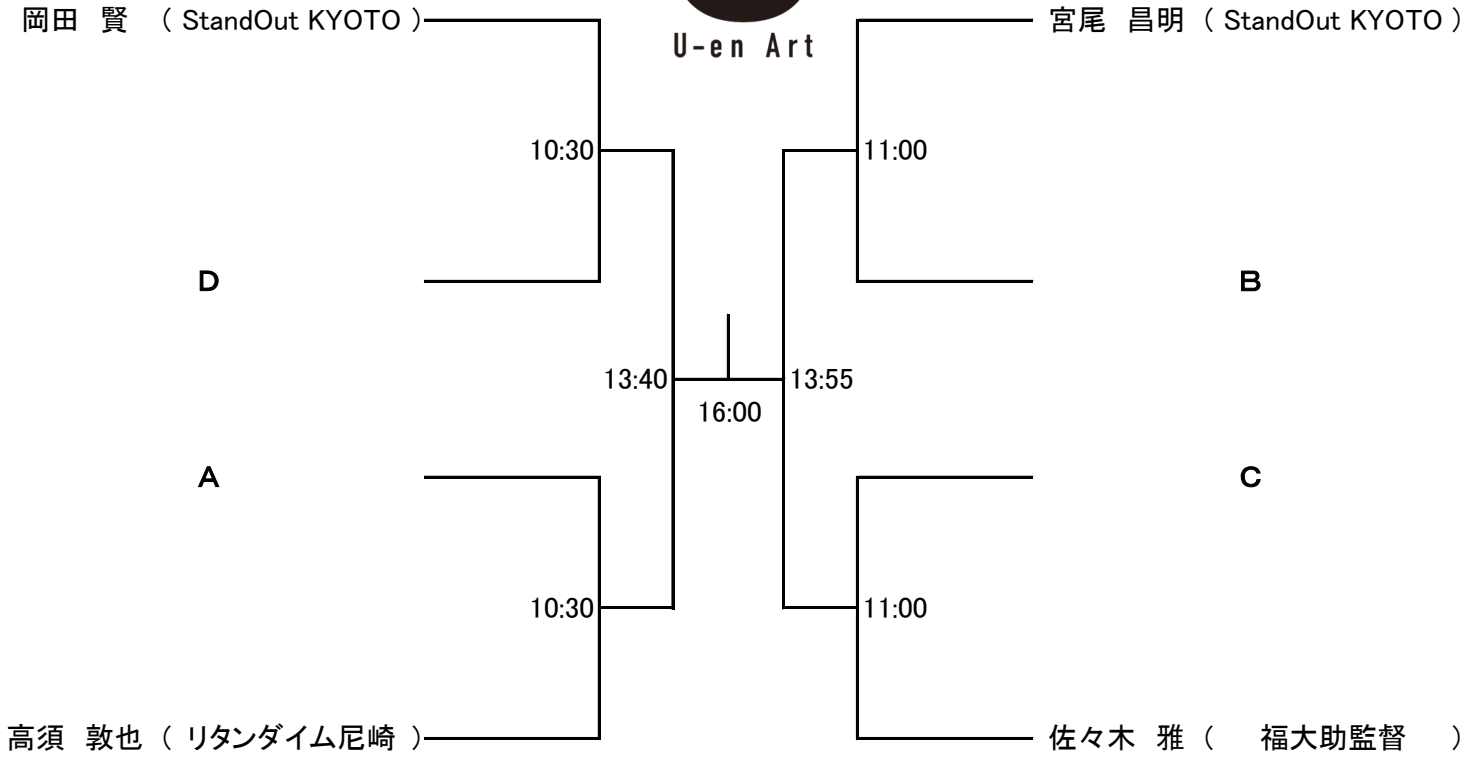 岡田 賢 （ StandOut KYOTO ）
U-en Art
宮尾 昌明（ StandOut KYOTO ）
10:30
11:00
D
B
13:40
13:55
16:00
A
C
10:30
11:00
高須 敦也（ リタンダイム尼崎 ）
佐々木 雅（ 福大助監督 ）